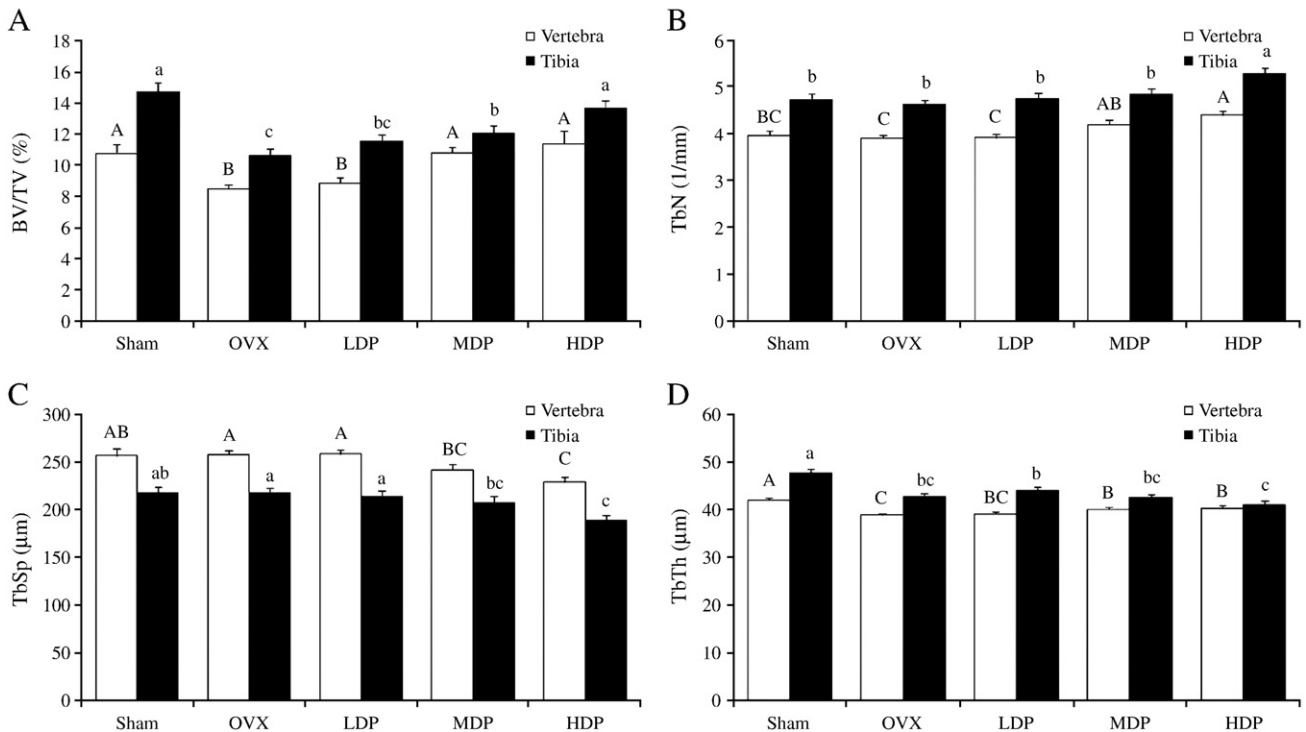 A
BV/TV (%)
18
16
14
12
10
8
6
4
2
0
Vertebra
Tibia
A a
B c
B bc
A b
A a
Sham OVX LDP MDP HDP
B
TbN (1/mm)
6
5
4
3
2
1
0
Vertebra
Tibia
BC b
C b
C b
AB b
A a
Sham OVX LDP MDP HDP
C
TbSp (μm)
300
250
200
150
100
50
0
Vertebra
Tibia
AB ab
A a
A a
BC bc
C c
Sham OVX LDP MDP HDP
D
TbTh (μm)
60
50
40
30
20
10
0
Vertebra
Tibia
A a
C bc
BC b
B bc
B c
Sham OVX LDP MDP HDP